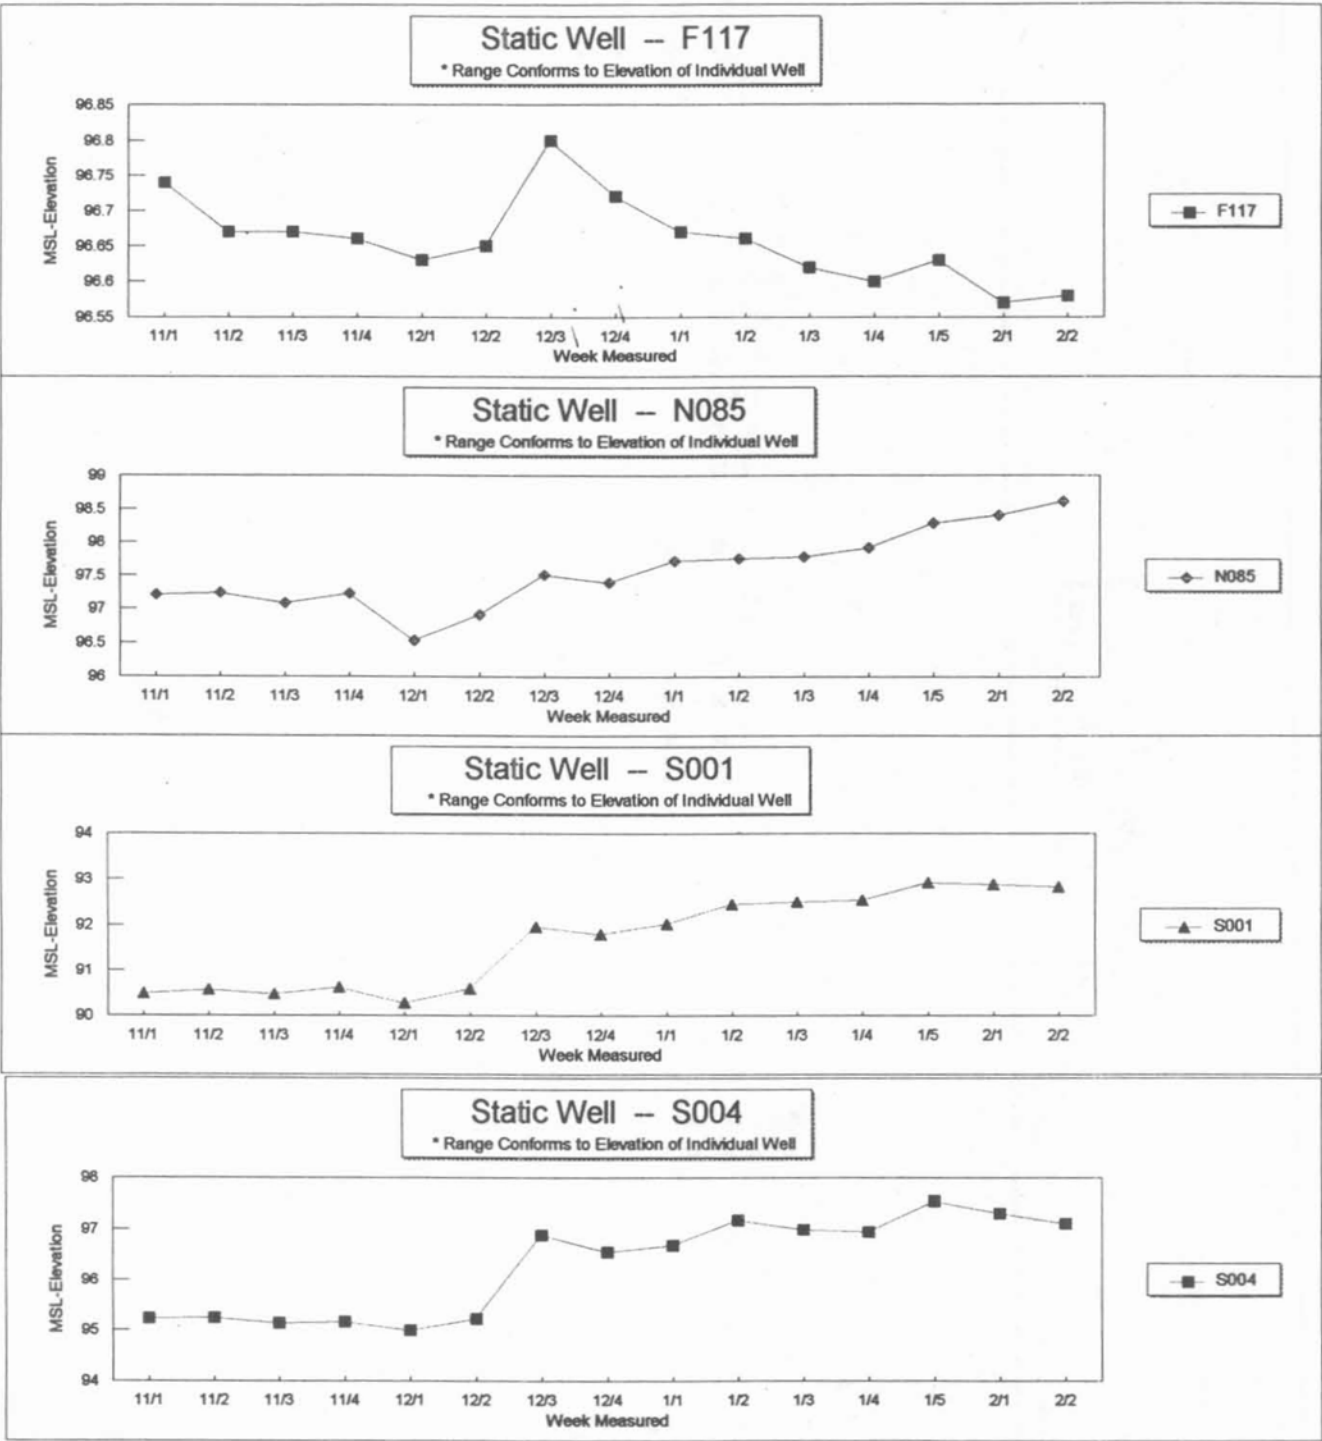 Static Well -- F117
* Range Conforms to Elevation of Individual Well
96.85
96.8
96.75
96.7
96.65
96.6
96.55
MSL-Elevation
11/1 11/2 11/3 11/4 12/1 12/2 12/3 12/4 1/1 1/2 1/3 1/4 1/5 2/1 2/2
Week Measured
F117
Static Well -- N085
* Range Conforms to Elevation of Individual Well
99
98.5
98
97.5
97
96.5
96
MSL-Elevation
11/1 11/2 11/3 11/4 12/1 12/2 12/3 12/4 1/1 1/2 1/3 1/4 1/5 2/1 2/2
Week Measured
N085
Static Well -- S001
* Range Conforms to Elevation of Individual Well
94
93
92
91
90
MSL-Elevation
11/1 11/2 11/3 11/4 12/1 12/2 12/3 12/4 1/1 1/2 1/3 1/4 1/5 2/1 2/2
Week Measured
S001
Static Well -- S004
* Range Conforms to Elevation of Individual Well
98
97
96
95
94
MSL-Elevation
11/1 11/2 11/3 11/4 12/1 12/2 12/3 12/4 1/1 1/2 1/3 1/4 1/5 2/1 2/2
Week Measured
S004